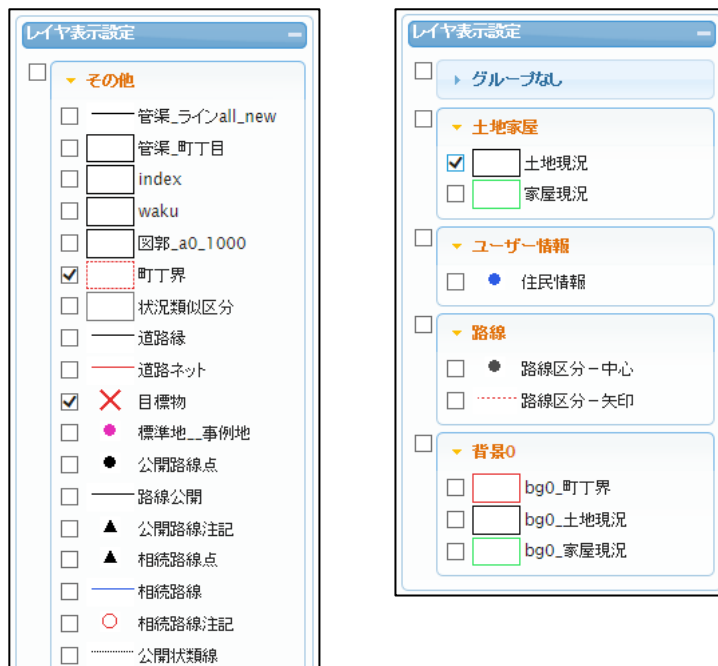 レイヤ表示設定
その他
管渠_ラインall_new
管渠_町丁目
index
waku
図郭_a0_1000
町丁界
状況類似区分
道路縁
道路ネット
目標物
標準地__事例地
公開路線点
路線公開
公開路線注記
相続路線点
相続路線
相続路線注記
公開状類線
レイヤ表示設定
グループなし
土地家屋
土地現況
家屋現況
ユーザー情報
住民情報
路線
路線区分－中心
路線区分－矢印
背景0
bg0_町丁界
bg0_土地現況
bg0_家屋現況